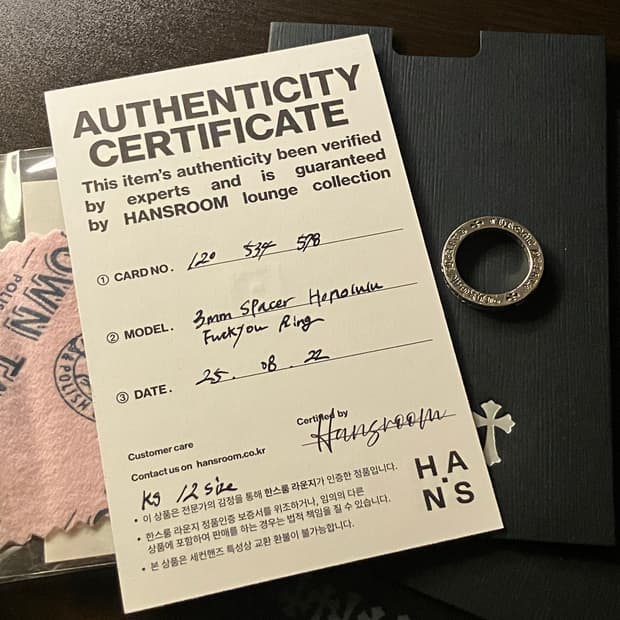 AUTHENTICITY
CERTIFICATE
This item's authenticity been verified
by experts and is guaranteed
by HANSROOM lounge collection
① CARD NO. 120 534 578
② MODEL. 3mm Spacer Honolulu
Fuckyou Ring
③ DATE. 25. 08. 22
Certified by
Hansroom
Customer care
Contact us on hansroom.co.kr
KS 12 size
• 이 상품은 전문가의 감정을 통해 한스룸 라운지가 인증한 정품입니다.
• 한스룸 라운지 정품인증 보증서를 위조하거나, 임의의 다른
상품에 포함하여 판매를 하는 경우는 법적 책임을 질 수 있습니다.
• 본 상품은 세컨핸즈 특성상 교환 환불이 불가능합니다.
HA
NS
OWN
POLIS